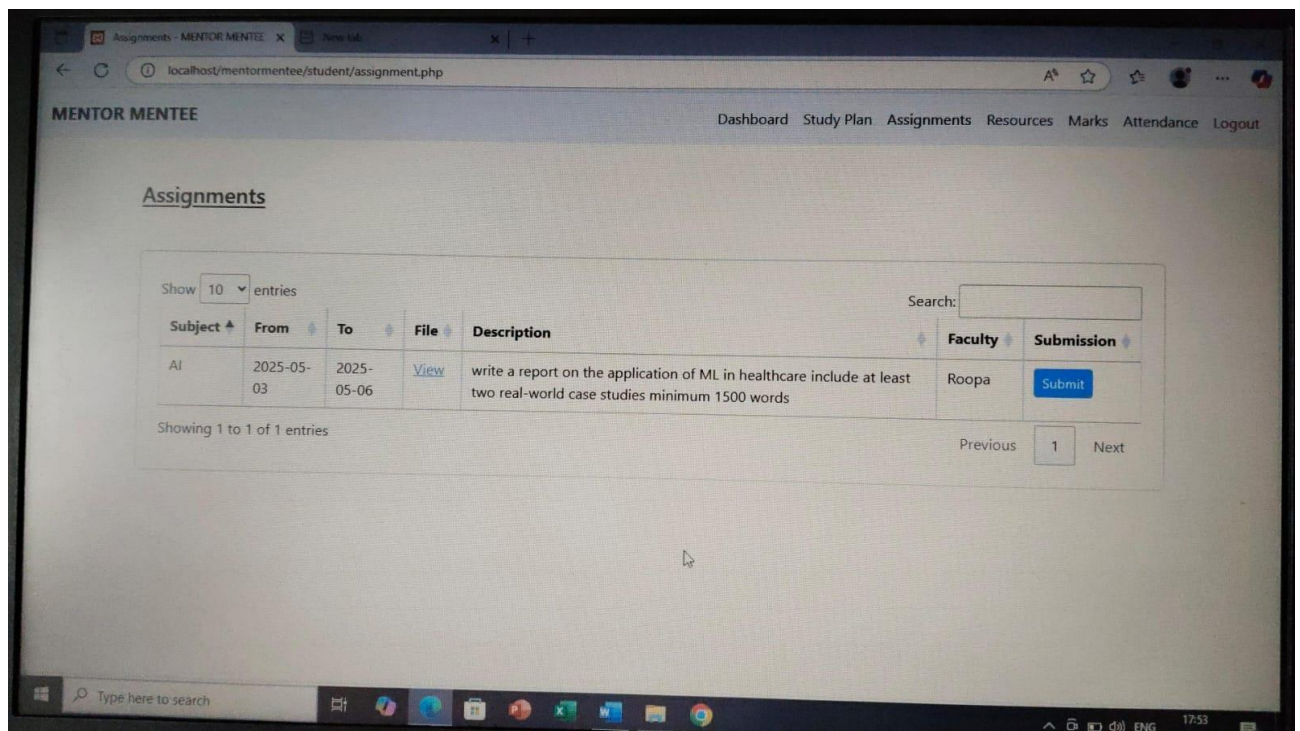 Assignments - MENTOR MENTEE
New tab
localhost/mentormentee/student/assignment.php
MENTOR MENTEE
Dashboard Study Plan Assignments Resources Marks Attendance Logout
Assignments
Show 10 entries
Search:
Subject From To File Description Faculty Submission
AI 2025-05- 2025- View write a report on the application of ML in healthcare include at least Roopa Submit
03 05-06 two real-world case studies minimum 1500 words
Showing 1 to 1 of 1 entries
Previous 1 Next
Type here to search
ENG 17:53